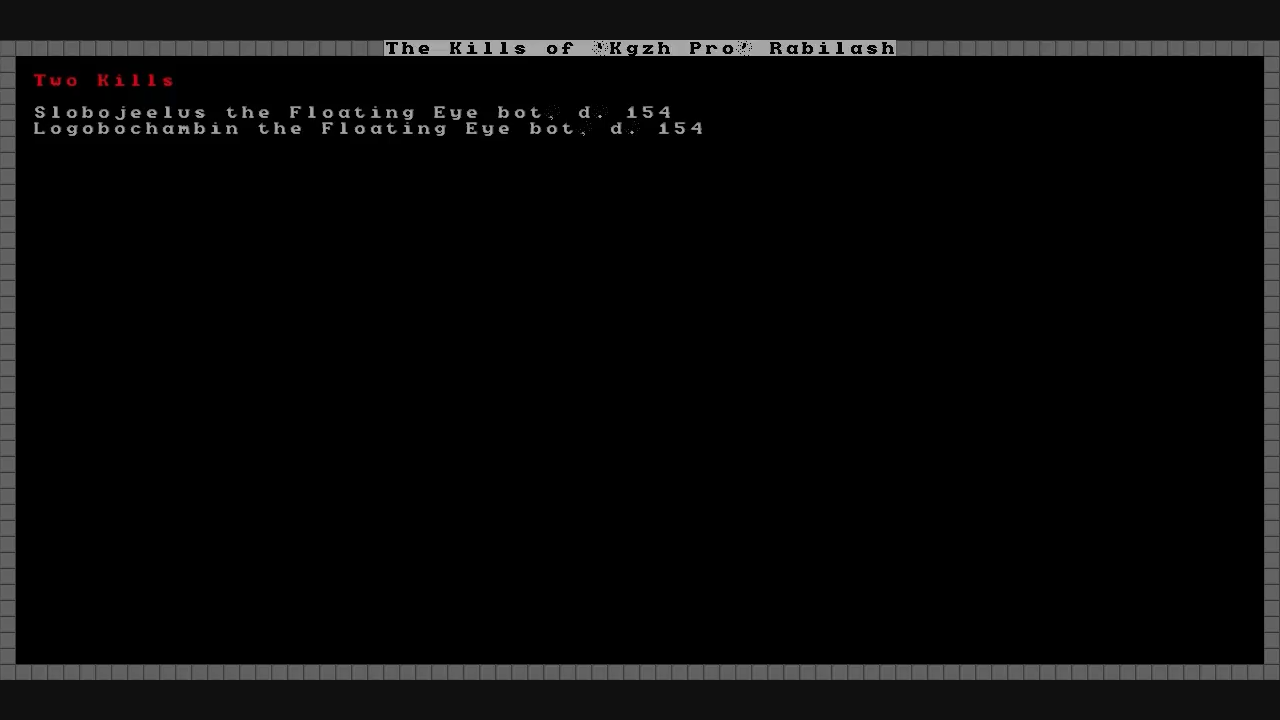 The Kills of 'Kgzh Pro' Rabilash
Two Kills
Slobojeelus the Floating Eye bot, d. 154
Logobochambin the Floating Eye bot, d. 154